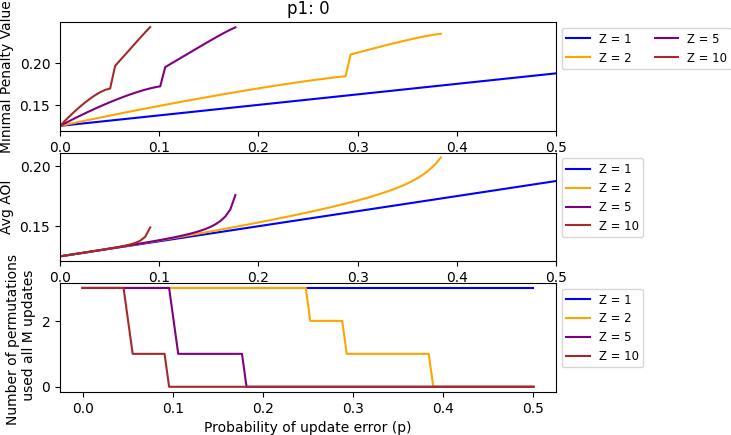 p1: 0
Minimal Penalty Value
0.20
0.15
0.0 0.1 0.2 0.3 0.4 0.5
Z = 1 Z = 5
Z = 2 Z = 10
Avg AOI
0.20
0.15
0.0 0.1 0.2 0.3 0.4 0.5
Z = 1
Z = 2
Z = 5
Z = 10
Number of permutations
used all M updates
2
0
0.0 0.1 0.2 0.3 0.4 0.5
Probability of update error (p)
Z = 1
Z = 2
Z = 5
Z = 10